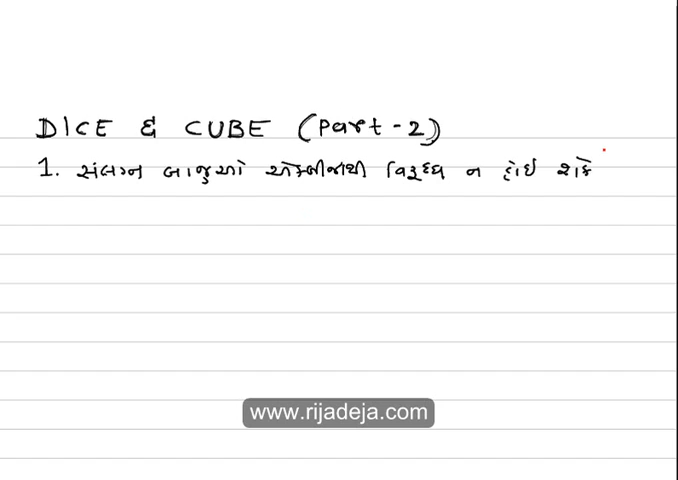 DICE & CUBE (Part-2)
1. સંલગ્ન બાજુઓ એકબીજાથી વિરૂધ્ધ ન હોઈ શકે
www.rijadeja.com